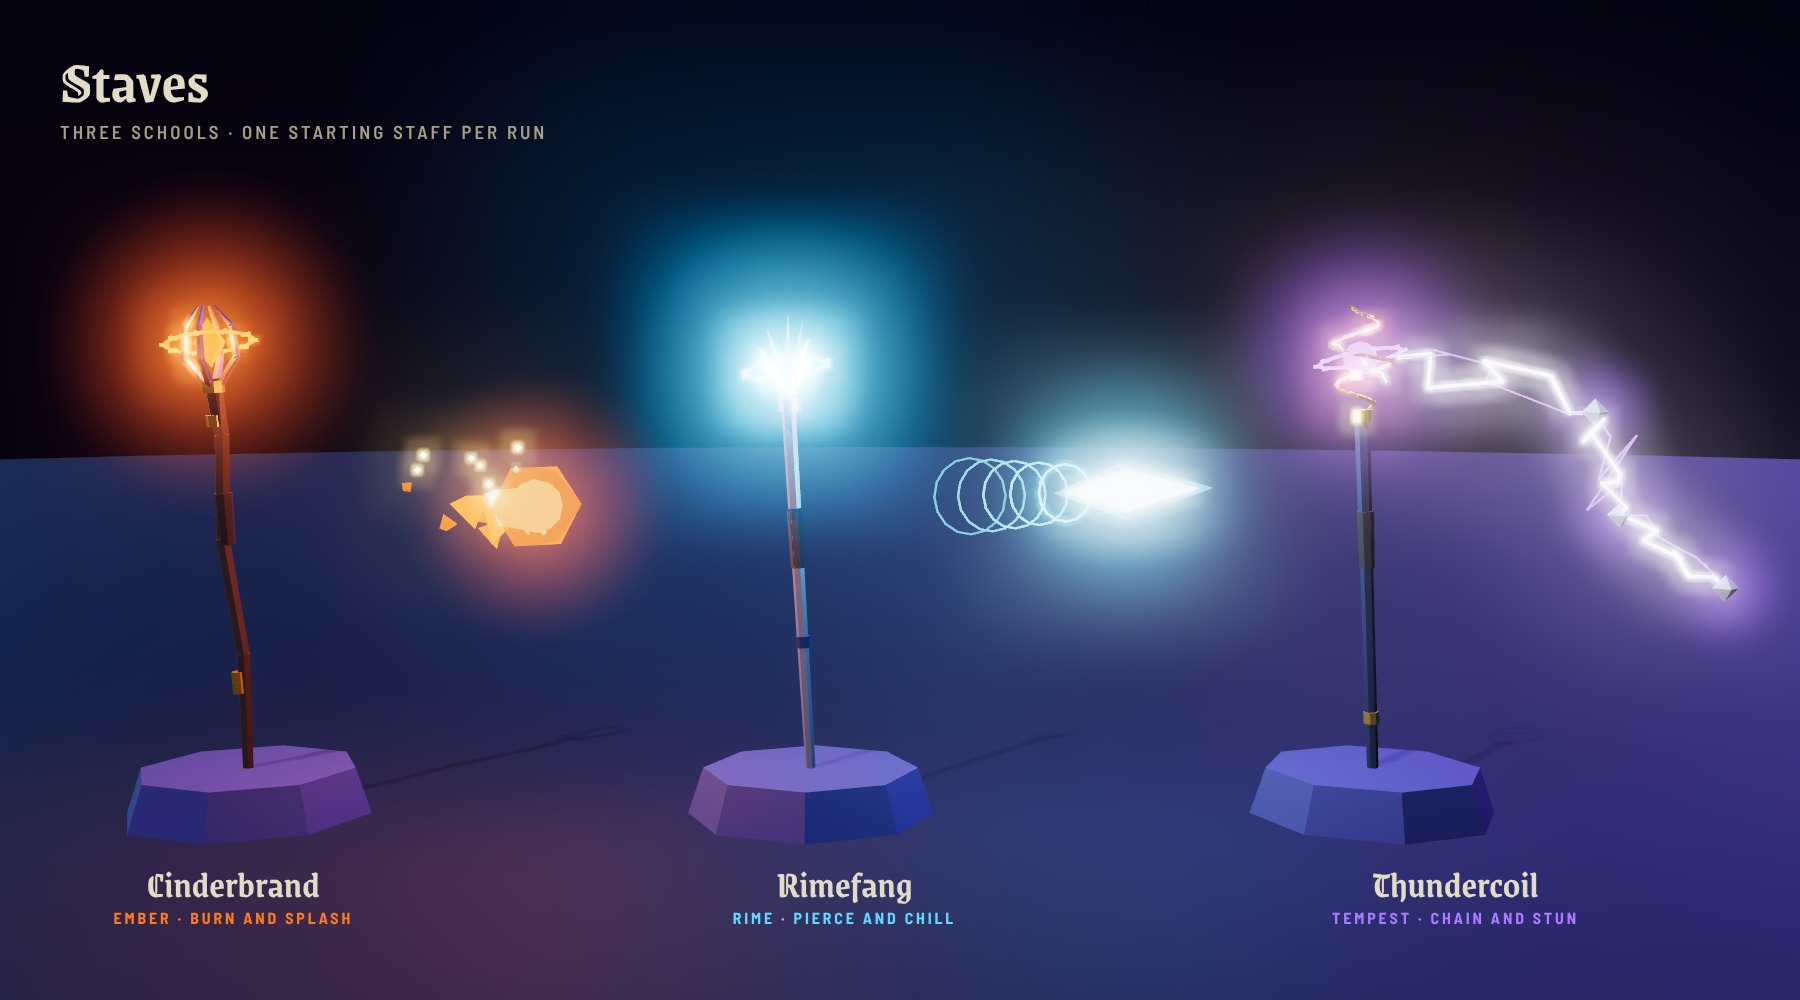 Staves
THREE SCHOOLS · ONE STARTING STAFF PER RUN
Cinderbrand
EMBER · BURN AND SPLASH
Rimefang
RIME · PIERCE AND CHILL
Thundercoil
TEMPEST · CHAIN AND STUN